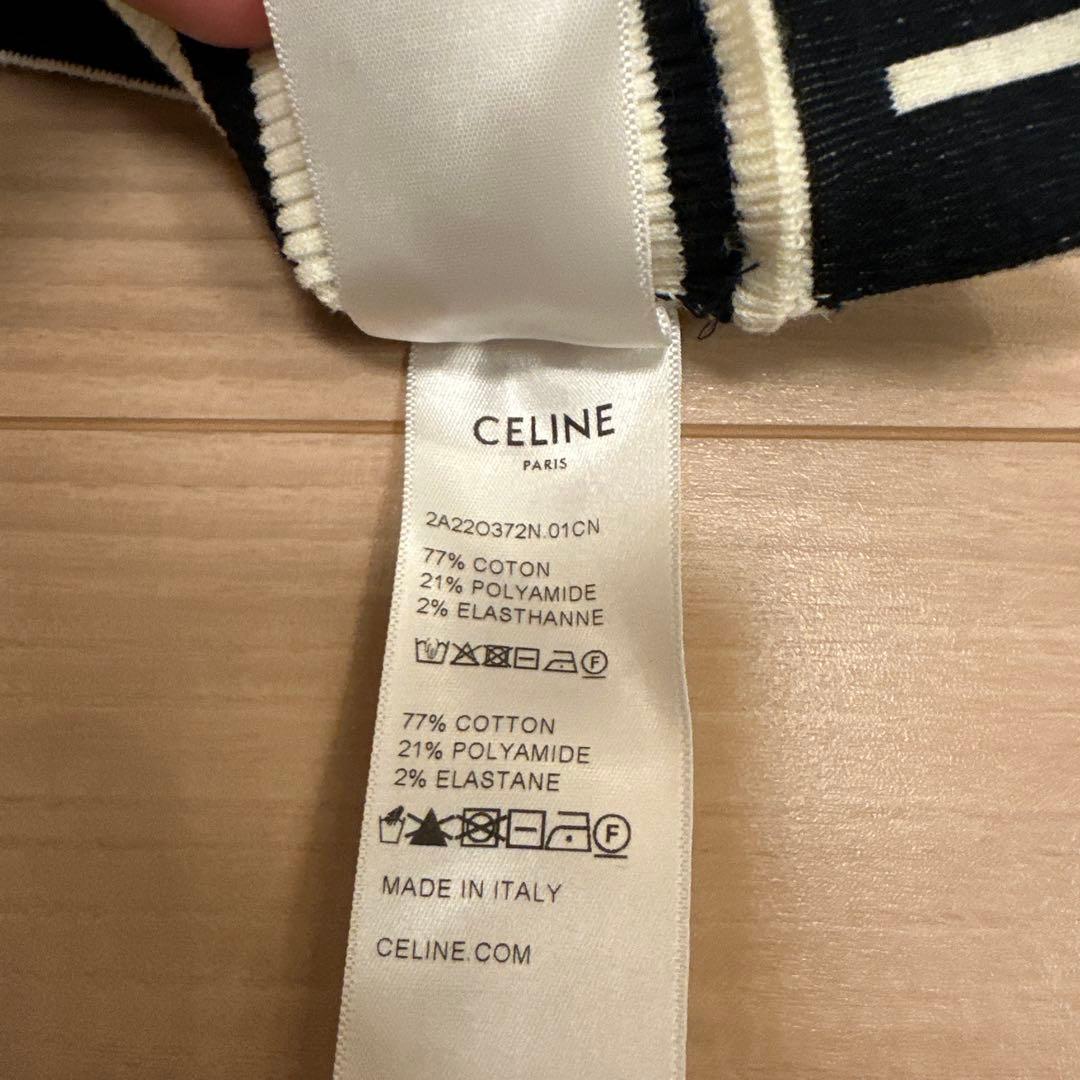 CELINE
PARIS
2A22O372N.01CN
77% COTON
21% POLYAMIDE
2% ELASTHANNE
F
77% COTTON
21% POLYAMIDE
2% ELASTANE
F
MADE IN ITALY
CELINE.COM